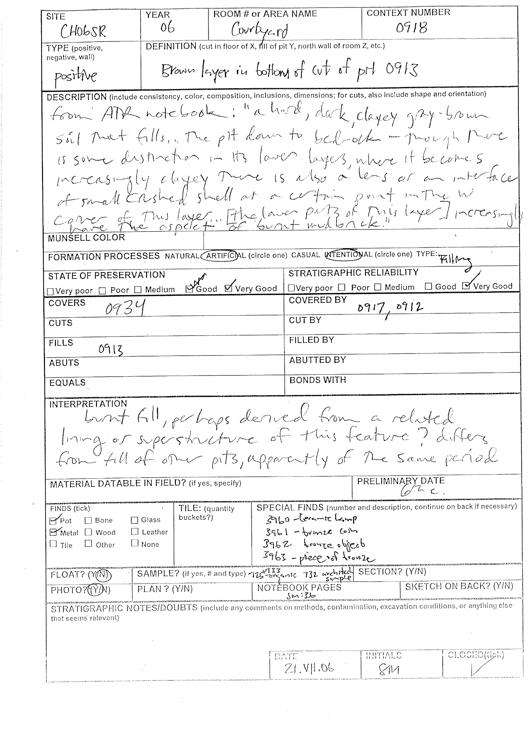 SITE YEAR ROOM # or AREA NAME CONTEXT NUMBER
CH06SR 06 Courtyard 0918
TYPE (positive, negative, wall) DEFINITION (cut in floor of X, fill of pit Y, north wall of room Z, etc.)
positive Brown layer in bottom of cut of pit 0913
DESCRIPTION (include consistency, color, composition, inclusions, dimensions; for cuts, also include shape and orientation)
from notebook: "a hard, dark, clayey gray-brown
soil that fills... the pit down to bedrock - though there
is some distinction in its lower layers, where it becomes
increasingly clayey there is also a lens or an interface
of small crushed shell at a certain point in the W
corner of this layer... [the lower parts of this layer] increasingly
have the aspect of burnt mudbrick."
MUNSELL COLOR
FORMATION PROCESSES NATURAL/ARTIFICIAL (circle one) CASUAL INTENTIONAL (circle one) TYPE: Filling
STATE OF PRESERVATION STRATIGRAPHIC RELIABILITY
Very poor Poor Medium Good Very Good Very poor Poor Medium Good Very Good
COVERS 0934 COVERED BY 0917, 0912
CUTS CUT BY
FILLS 0913 FILLED BY
ABUTS ABUTTED BY
EQUALS BONDS WITH
INTERPRETATION
burnt fill, perhaps derived from a related
lining or superstructure of this feature? differs
from fill of other pits, apparently of the same period
MATERIAL DATABLE IN FIELD? (if yes, specify) PRELIMINARY DATE
6th c.
FINDS (tick) TILE: (quantity buckets?) SPECIAL FINDS (number and description, continue on back if necessary)
Pot Bone Glass 3960 - ceramic lamp
Metal Wood Leather 3961 - bronze coin
Tile Other None 3962 bronze object
3963 - piece of bronze
FLOAT? (Y/N) SAMPLE? (if yes, # and type) organic 732 sample SECTION? (Y/N)
PHOTO? (Y/N) PLAN? (Y/N) NOTEBOOK PAGES SKETCH ON BACK? (Y/N)
SM:36
STRATIGRAPHIC NOTES/DOUBTS (include any comments on methods, contamination, excavation conditions, or anything else
that seems relevant)
DATE INITIALS CLOSED (tick)
21.VII.06 SM